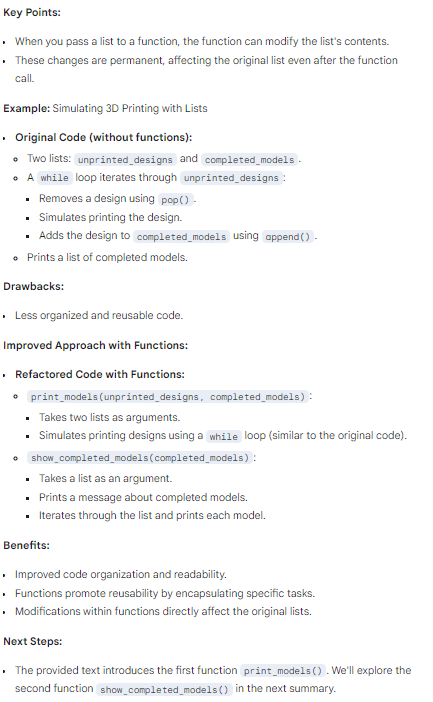 Key Points:
When you pass a list to a function, the function can modify the list's contents.
These changes are permanent, affecting the original list even after the function
call.
Example: Simulating 3D Printing with Lists
Original Code (without functions):
Two lists: unprinted_designs and completed_models .
A while loop iterates through unprinted_designs :
Removes a design using pop() .
Simulates printing the design.
Adds the design to completed_models using append() .
Prints a list of completed models.
Drawbacks:
Less organized and reusable code.
Improved Approach with Functions:
Refactored Code with Functions:
print_models(unprinted_designs, completed_models) :
Takes two lists as arguments.
Simulates printing designs using a while loop (similar to the original code).
show_completed_models(completed_models) :
Takes a list as an argument.
Prints a message about completed models.
Iterates through the list and prints each model.
Benefits:
Improved code organization and readability.
Functions promote reusability by encapsulating specific tasks.
Modifications within functions directly affect the original lists.
Next Steps:
The provided text introduces the first function print_models() . We'll explore the
second function show_completed_models() in the next summary.